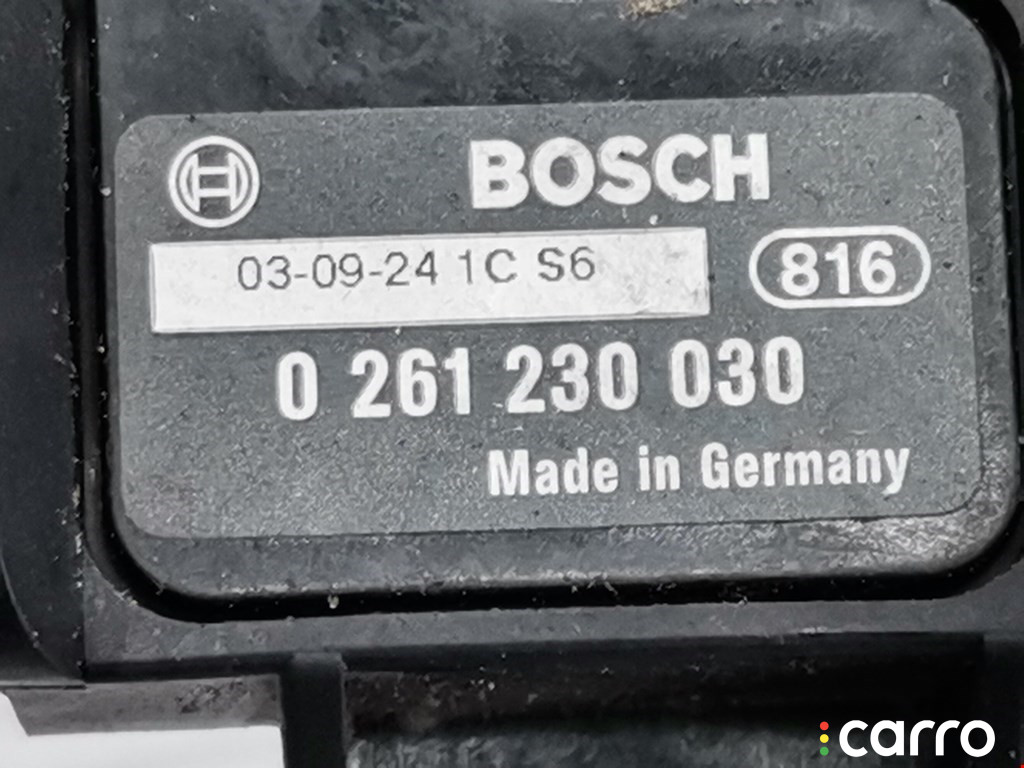 BOSCH
03-09-24 1C S6
816
0 261 230 030
Made in Germany
carro